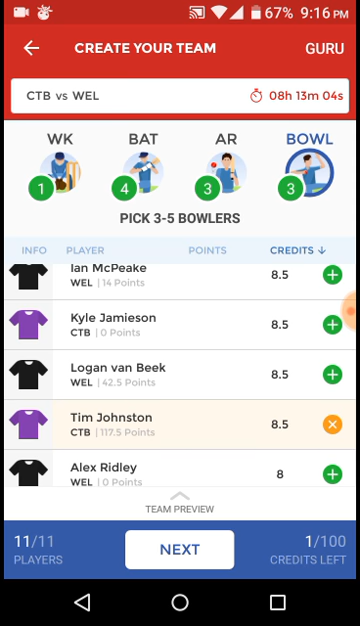 67% 9:16 PM
CREATE YOUR TEAM GURU
CTB vs WEL 08h 13m 04s
WK BAT AR BOWL
1 4 3 3
PICK 3-5 BOWLERS
INFO PLAYER POINTS CREDITS ↓
Ian McPeake
WEL | 14 Points 8.5
Kyle Jamieson
CTB | 0 Points 8.5
Logan van Beek
WEL | 42.5 Points 8.5
Tim Johnston
CTB | 117.5 Points 8.5
Alex Ridley
WEL | 0 Points 8
TEAM PREVIEW
11/11 NEXT 1/100
PLAYERS CREDITS LEFT